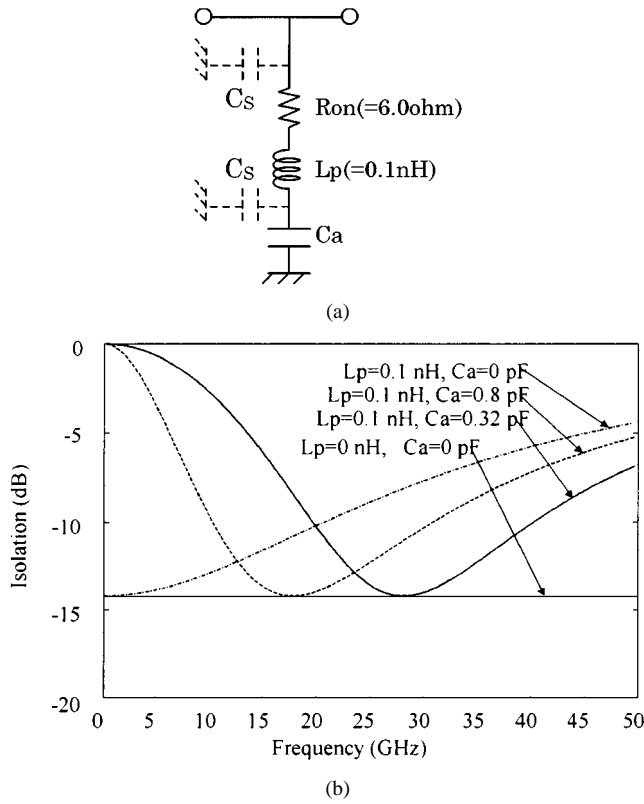 C_S
Ron(=6.0ohm)
C_S
Lp(=0.1nH)
Ca
(a)
0
-5
-10
-15
-20
Isolation (dB)
Lp=0.1 nH, Ca=0 pF
Lp=0.1 nH, Ca=0.8 pF
Lp=0.1 nH, Ca=0.32 pF
Lp=0 nH, Ca=0 pF
0 5 10 15 20 25 30 35 40 45 50
Frequency (GHz)
(b)